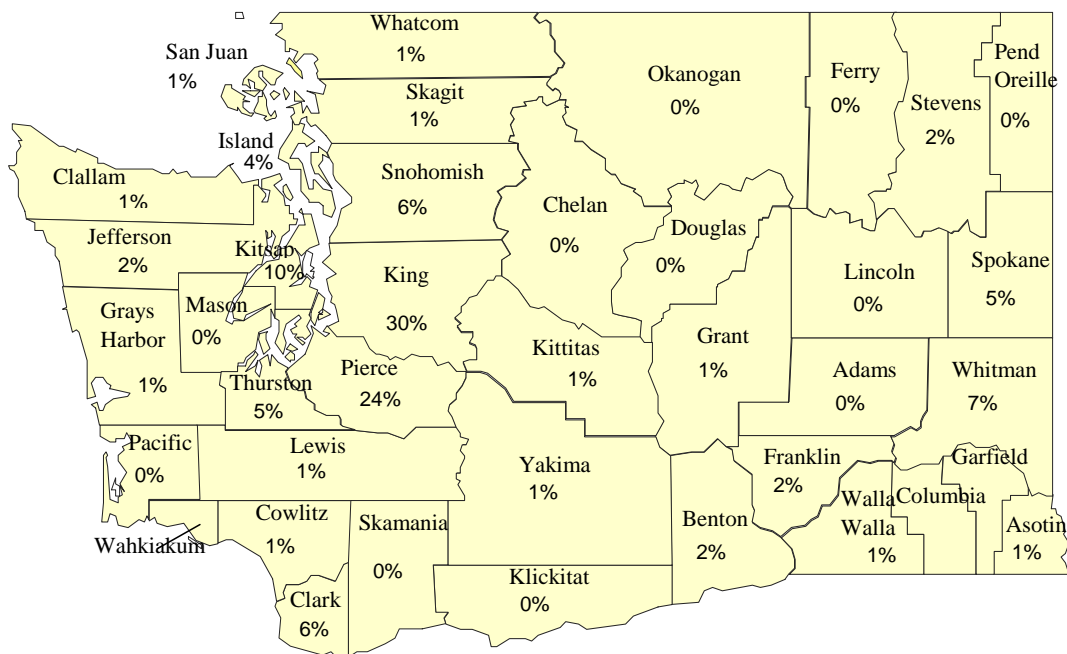 Whatcom
1%
San Juan
1%
Skagit
1%
Island
4%
Okanogan
0%
Ferry
0%
Stevens
2%
Pend
Oreille
0%
Clallam
1%
Snohomish
6%
Chelan
0%
Douglas
0%
Jefferson
2%
Kitsap
10%
King
30%
Lincoln
0%
Spokane
5%
Grays
Harbor
1%
Mason
0%
Kittitas
1%
Grant
1%
Adams
0%
Whitman
7%
Thurston
5%
Pierce
24%
Pacific
0%
Lewis
1%
Yakima
1%
Franklin
2%
Garfield
Columbia
Walla
Walla
1%
Asotin
1%
Benton
2%
Wahkiakum
Cowlitz
1%
Skamania
0%
Klickitat
0%
Clark
6%